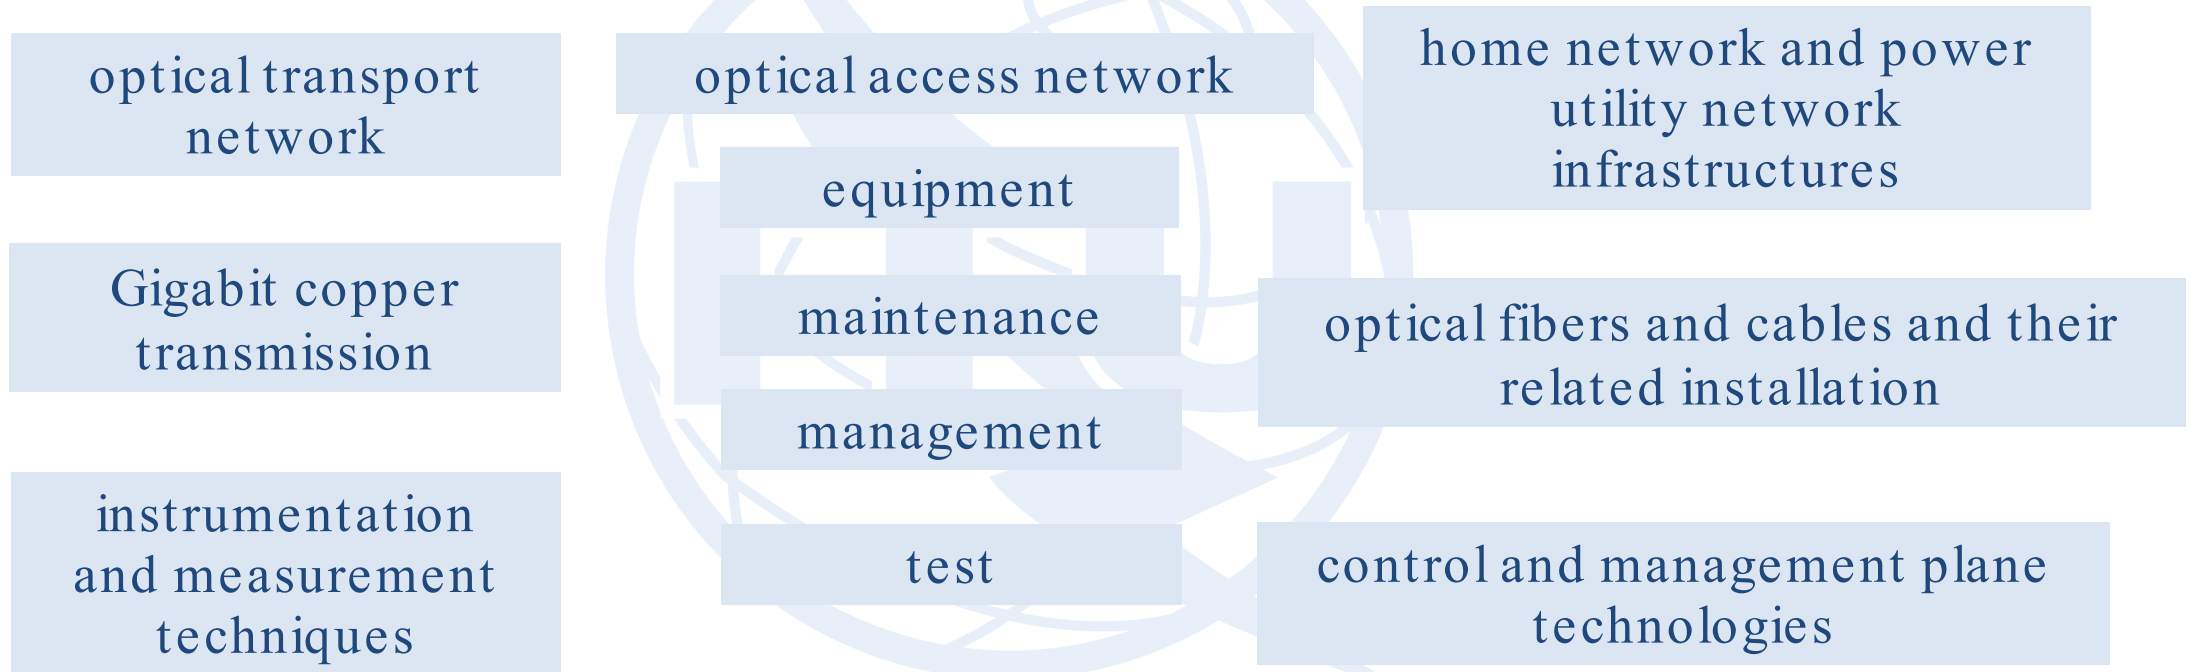 optical transport
network
optical access network
home network and power
utility network
infrastructures
equipment
Gigabit copper
transmission
maintenance
optical fibers and cables and their
related installation
management
instrumentation
and measurement
techniques
test
control and management plane
technologies